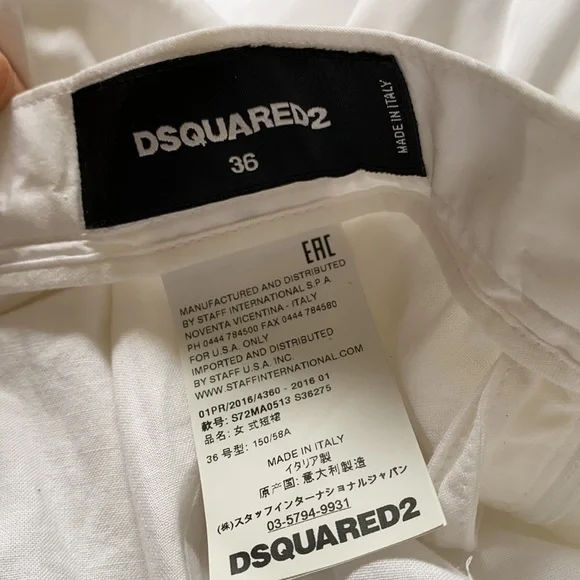 DSQUARED2
36
MADE IN ITALY
EAC
MANUFACTURED AND DISTRIBUTED
BY STAFF INTERNATIONAL S.P.A
NOVENTA VICENTINA - ITALY
PH 0444 784500 FAX 0444 784580
FOR U.S.A. ONLY
IMPORTED AND DISTRIBUTED
BY STAFF U.S.A. INC.
WWW.STAFFINTERNATIONAL.COM
01PR/2016/4360 - 2016 01
款号: S72MA0513 S36275
品名: 女式短裙
36 号型: 150/58A
MADE IN ITALY
イタリア製
原产国: 意大利製造
(株)スタッフインターナショナルジャパン
03-5794-9931
DSQUARED2